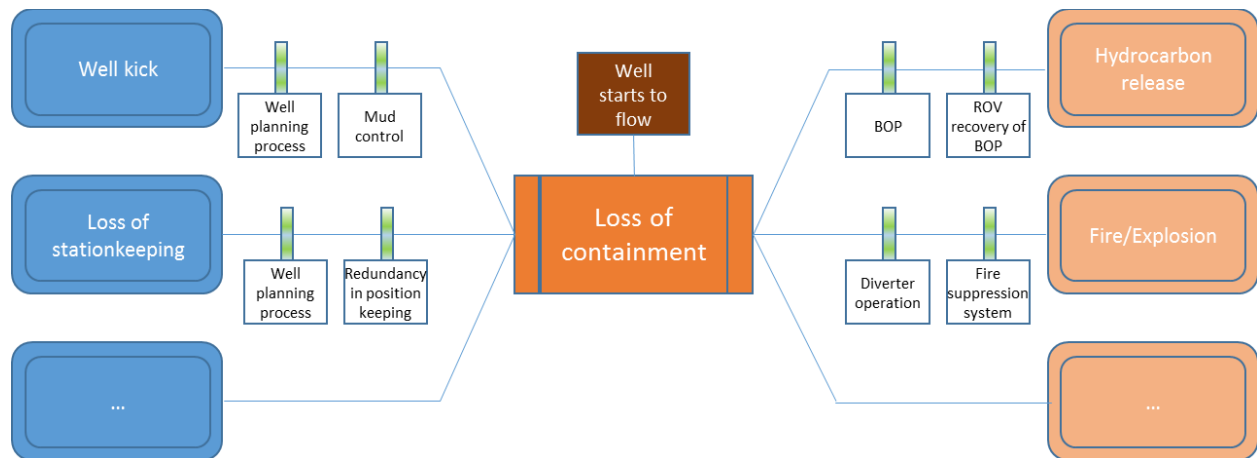 Well kick
Well
planning
process
Mud
control
Loss of
stationkeeping
Well
planning
process
Redundancy
in position
keeping
...
Well
starts to
flow
Loss of
containment
BOP
ROV
recovery of
BOP
Hydrocarbon
release
Diverter
operation
Fire
suppression
system
Fire/Explosion
...